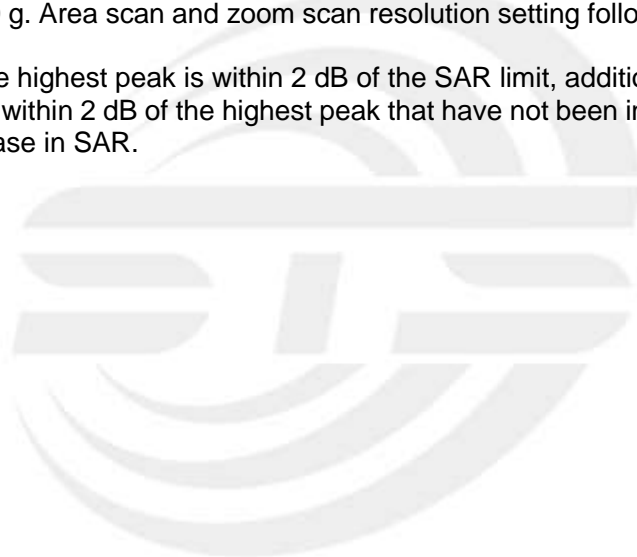 g. Area scan and zoom scan resolution setting follo
e highest peak is within 2 dB of the SAR limit, additio
within 2 dB of the highest peak that have not been in
ase in SAR.
STS